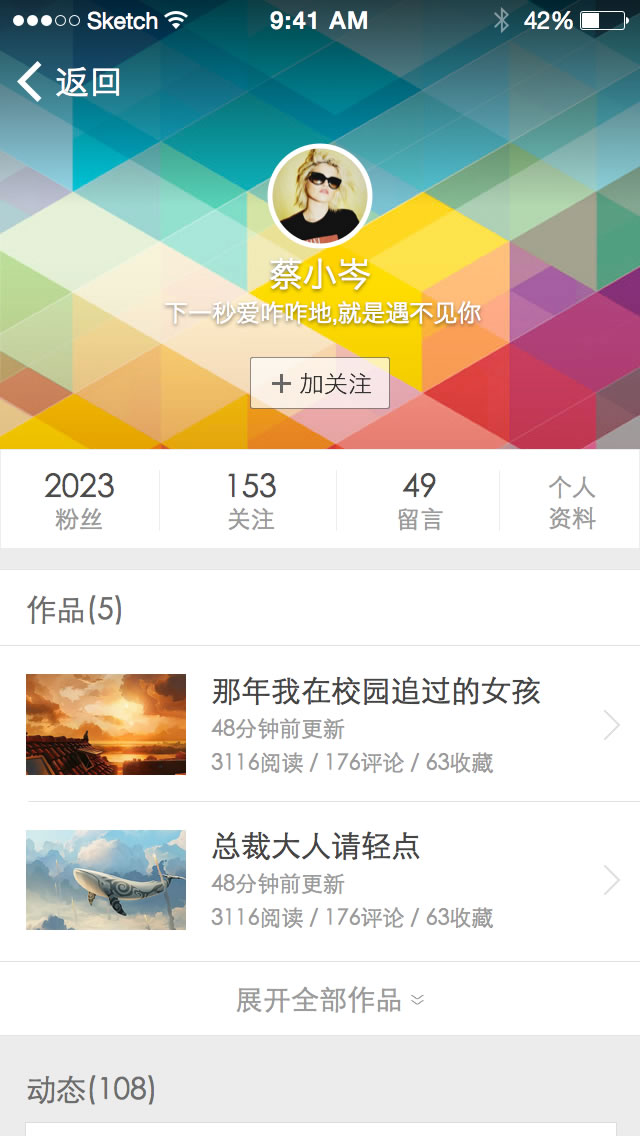 Sketch 9:41 AM 42%
返回
蔡小岑
下一秒爱咋咋地,就是遇不见你
+ 加关注
2023 153 49 个人
粉丝 关注 留言 资料
作品(5)
那年我在校园追过的女孩
48分钟前更新
3116阅读 / 176评论 / 63收藏
总裁大人请轻点
48分钟前更新
3116阅读 / 176评论 / 63收藏
展开全部作品
动态(108)